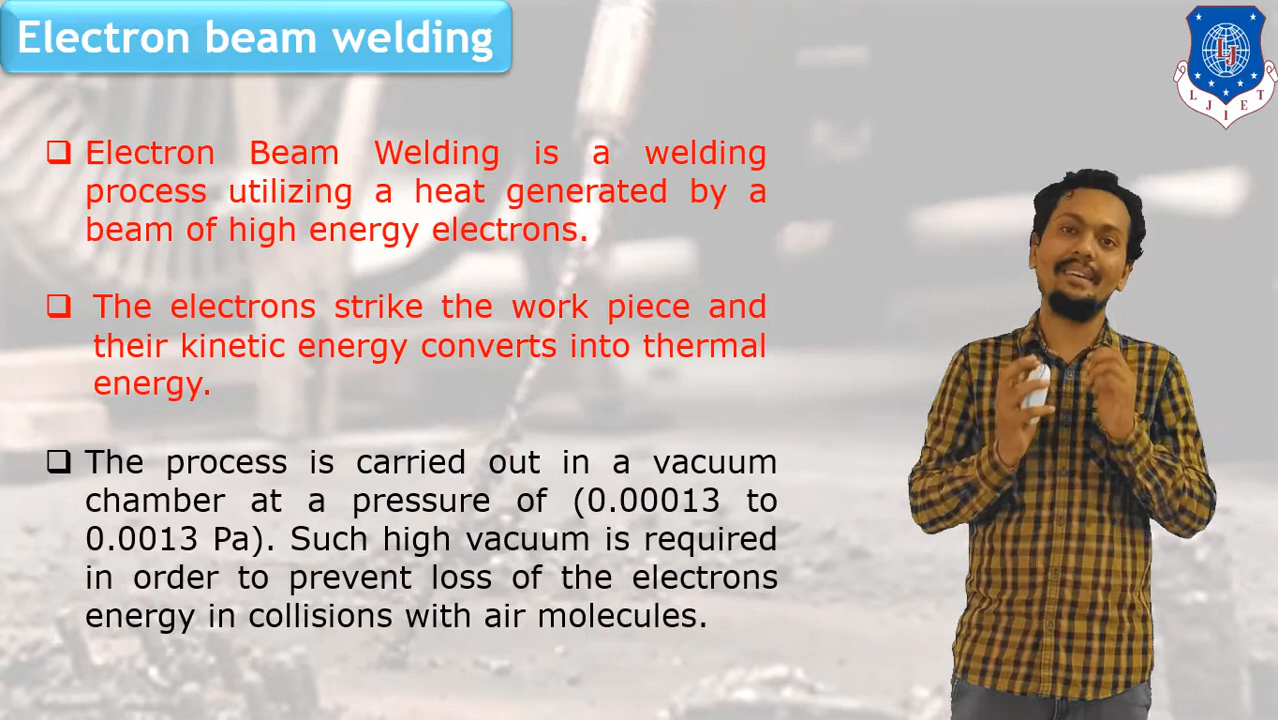 Electron beam welding
Electron Beam Welding is a welding
process utilizing a heat generated by a
beam of high energy electrons.
The electrons strike the work piece and
their kinetic energy converts into thermal
energy.
The process is carried out in a vacuum
chamber at a pressure of (0.00013 to
0.0013 Pa). Such high vacuum is required
in order to prevent loss of the electrons
energy in collisions with air molecules.
LJ
LJIET